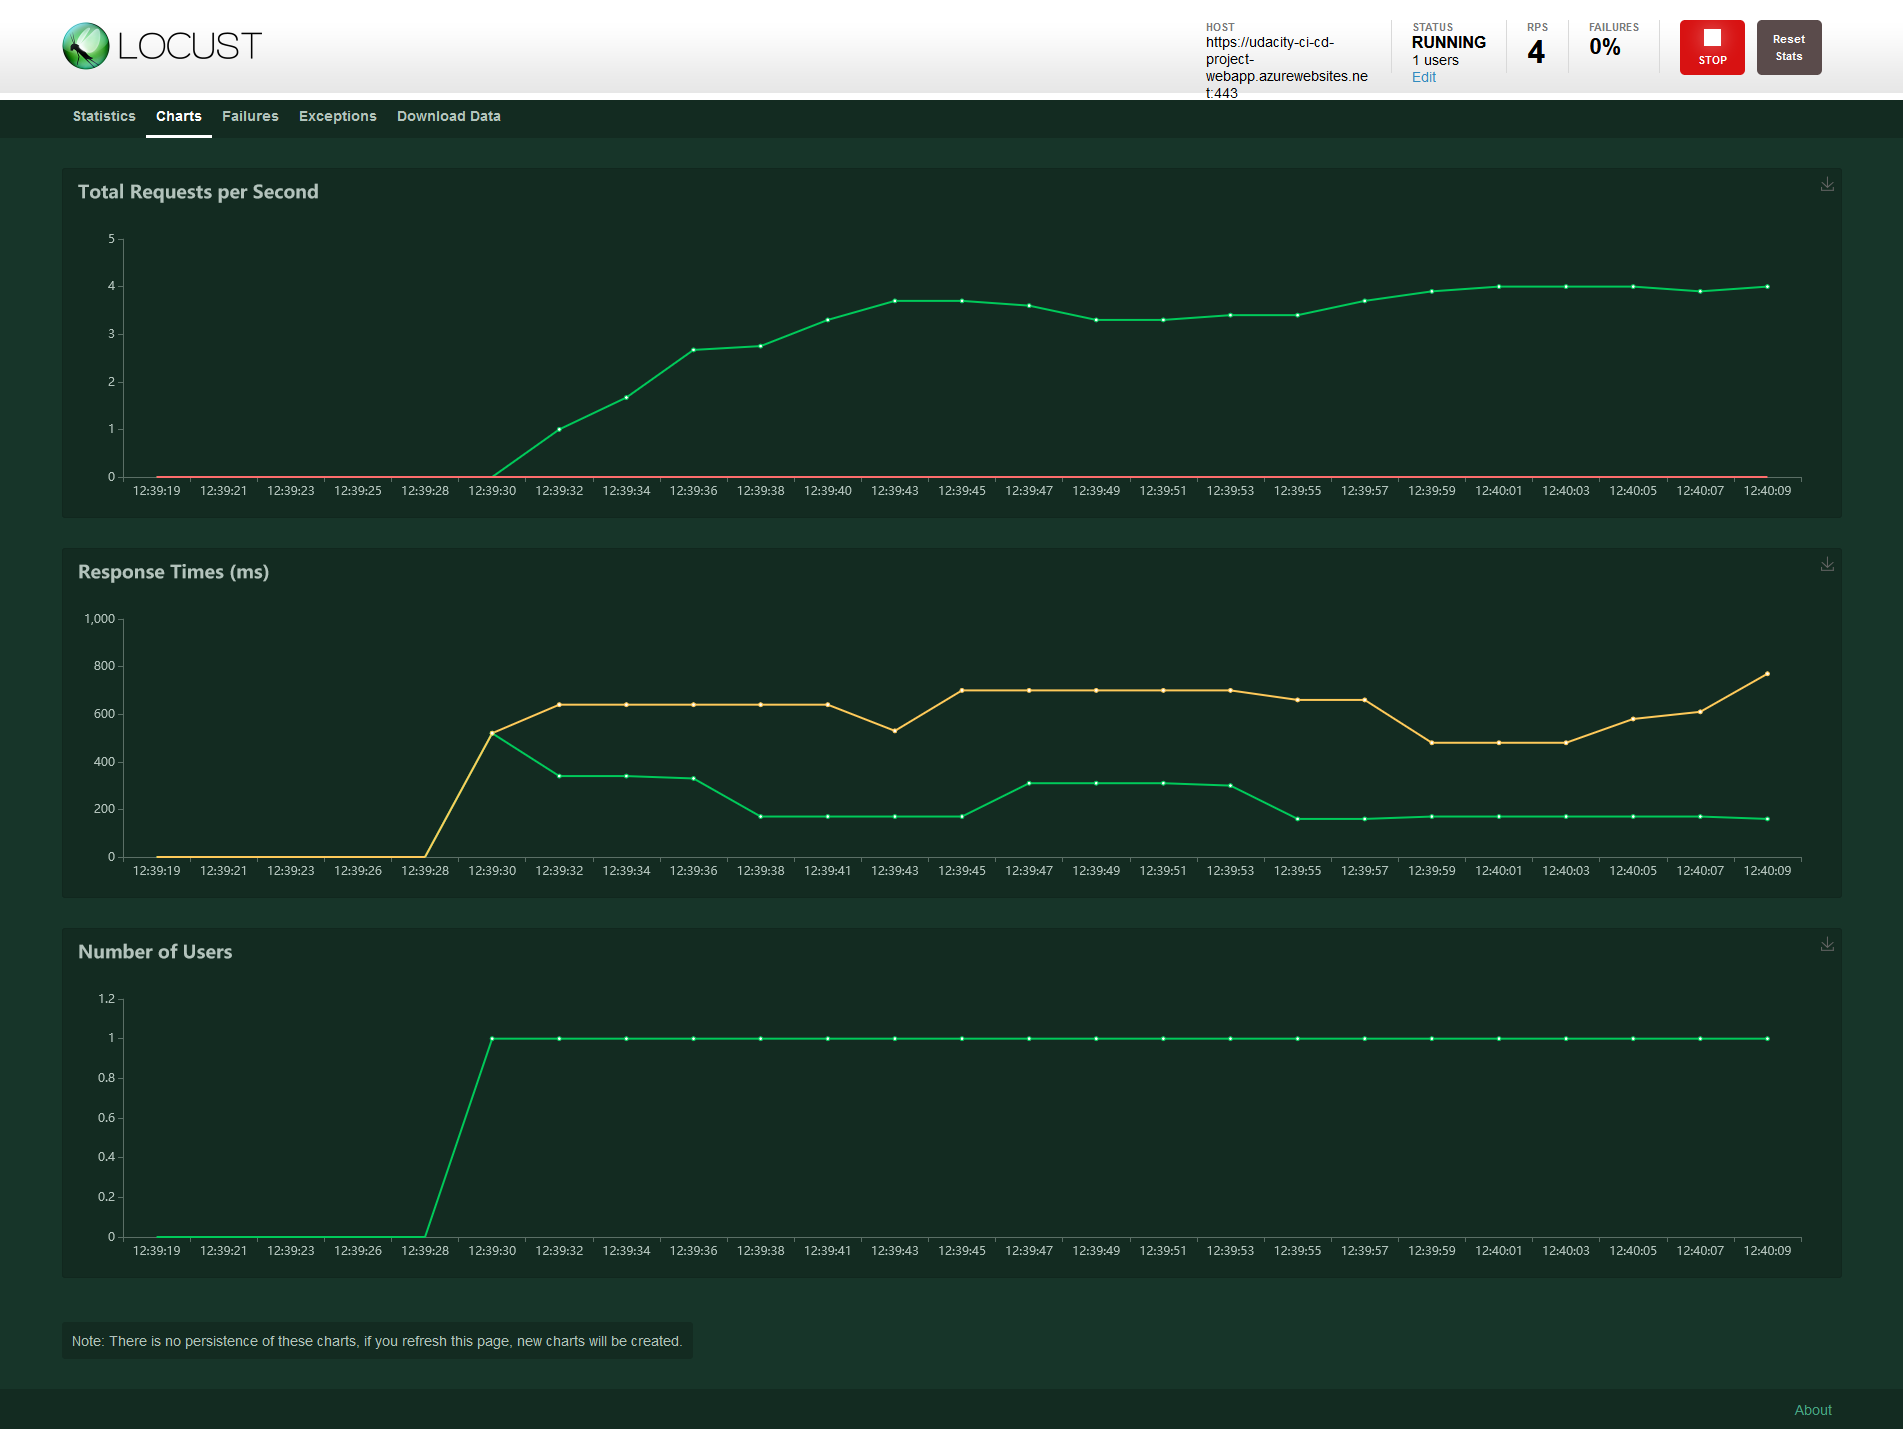 LOCUST
HOST
https://udacity-ci-cd-
project-
webapp.azurewebsites.ne
t:443
STATUS
RUNNING
1 users
Edit
RPS
4
FAILURES
0%
STOP
Reset
Stats
Statistics Charts Failures Exceptions Download Data
Total Requests per Second
5
4
3
2
1
0
12:39:19 12:39:21 12:39:23 12:39:25 12:39:28 12:39:30 12:39:32 12:39:34 12:39:36 12:39:38 12:39:40 12:39:43 12:39:45 12:39:47 12:39:49 12:39:51 12:39:53 12:39:55 12:39:57 12:39:59 12:40:01 12:40:03 12:40:05 12:40:07 12:40:09
Response Times (ms)
1,000
800
600
400
200
0
12:39:19 12:39:21 12:39:23 12:39:26 12:39:28 12:39:30 12:39:32 12:39:34 12:39:36 12:39:38 12:39:41 12:39:43 12:39:45 12:39:47 12:39:49 12:39:51 12:39:53 12:39:55 12:39:57 12:39:59 12:40:01 12:40:03 12:40:05 12:40:07 12:40:09
Number of Users
1.2
1
0.8
0.6
0.4
0.2
0
12:39:19 12:39:21 12:39:23 12:39:26 12:39:28 12:39:30 12:39:32 12:39:34 12:39:36 12:39:38 12:39:41 12:39:43 12:39:45 12:39:47 12:39:49 12:39:51 12:39:53 12:39:55 12:39:57 12:39:59 12:40:01 12:40:03 12:40:05 12:40:07 12:40:09
Note: There is no persistence of these charts, if you refresh this page, new charts will be created.
About